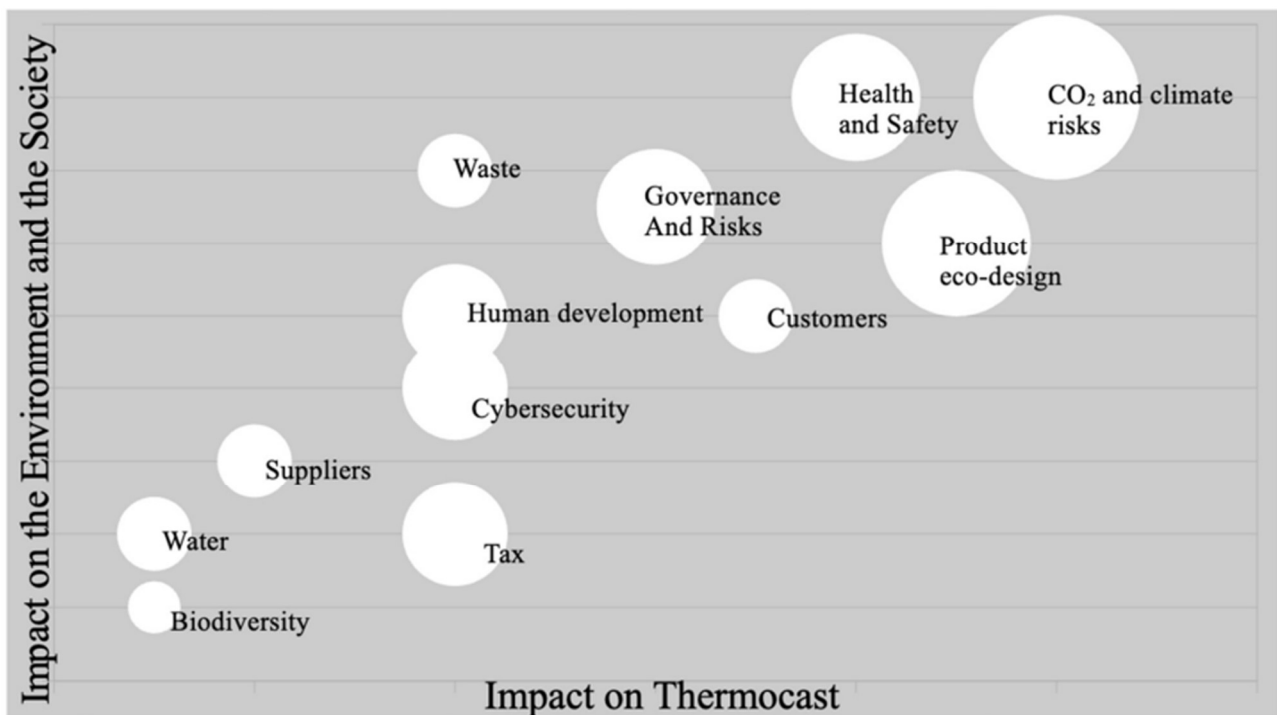 Impact on the Environment and the Society
Health
and Safety
CO₂ and climate
risks
Waste
Governance
And Risks
Product
eco-design
Human development
Customers
Cybersecurity
Suppliers
Water
Tax
Biodiversity
Impact on Thermocast